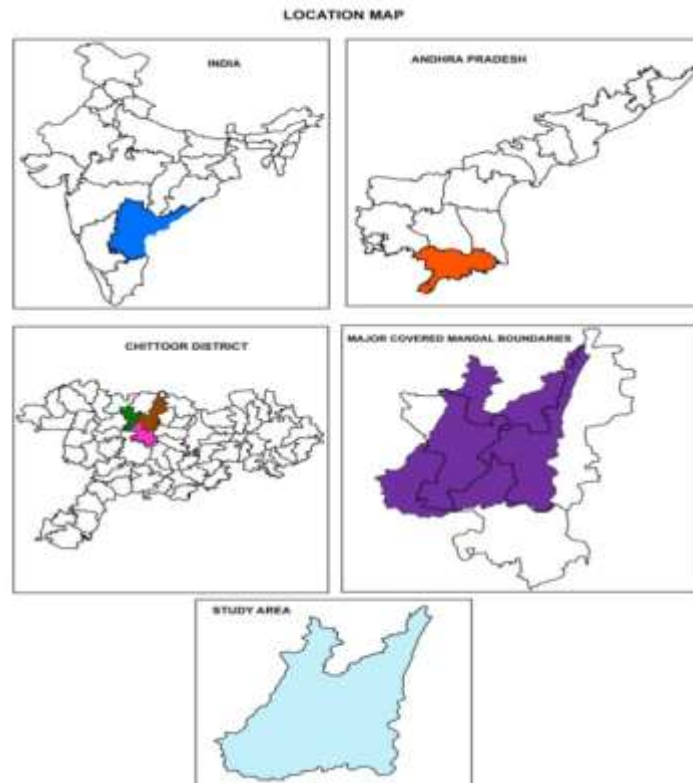 LOCATION MAP
INDIA
ANDHRA PRADESH
CHITTOOR DISTRICT
MAJOR COVERED MANDAL BOUNDARIES
STUDY AREA